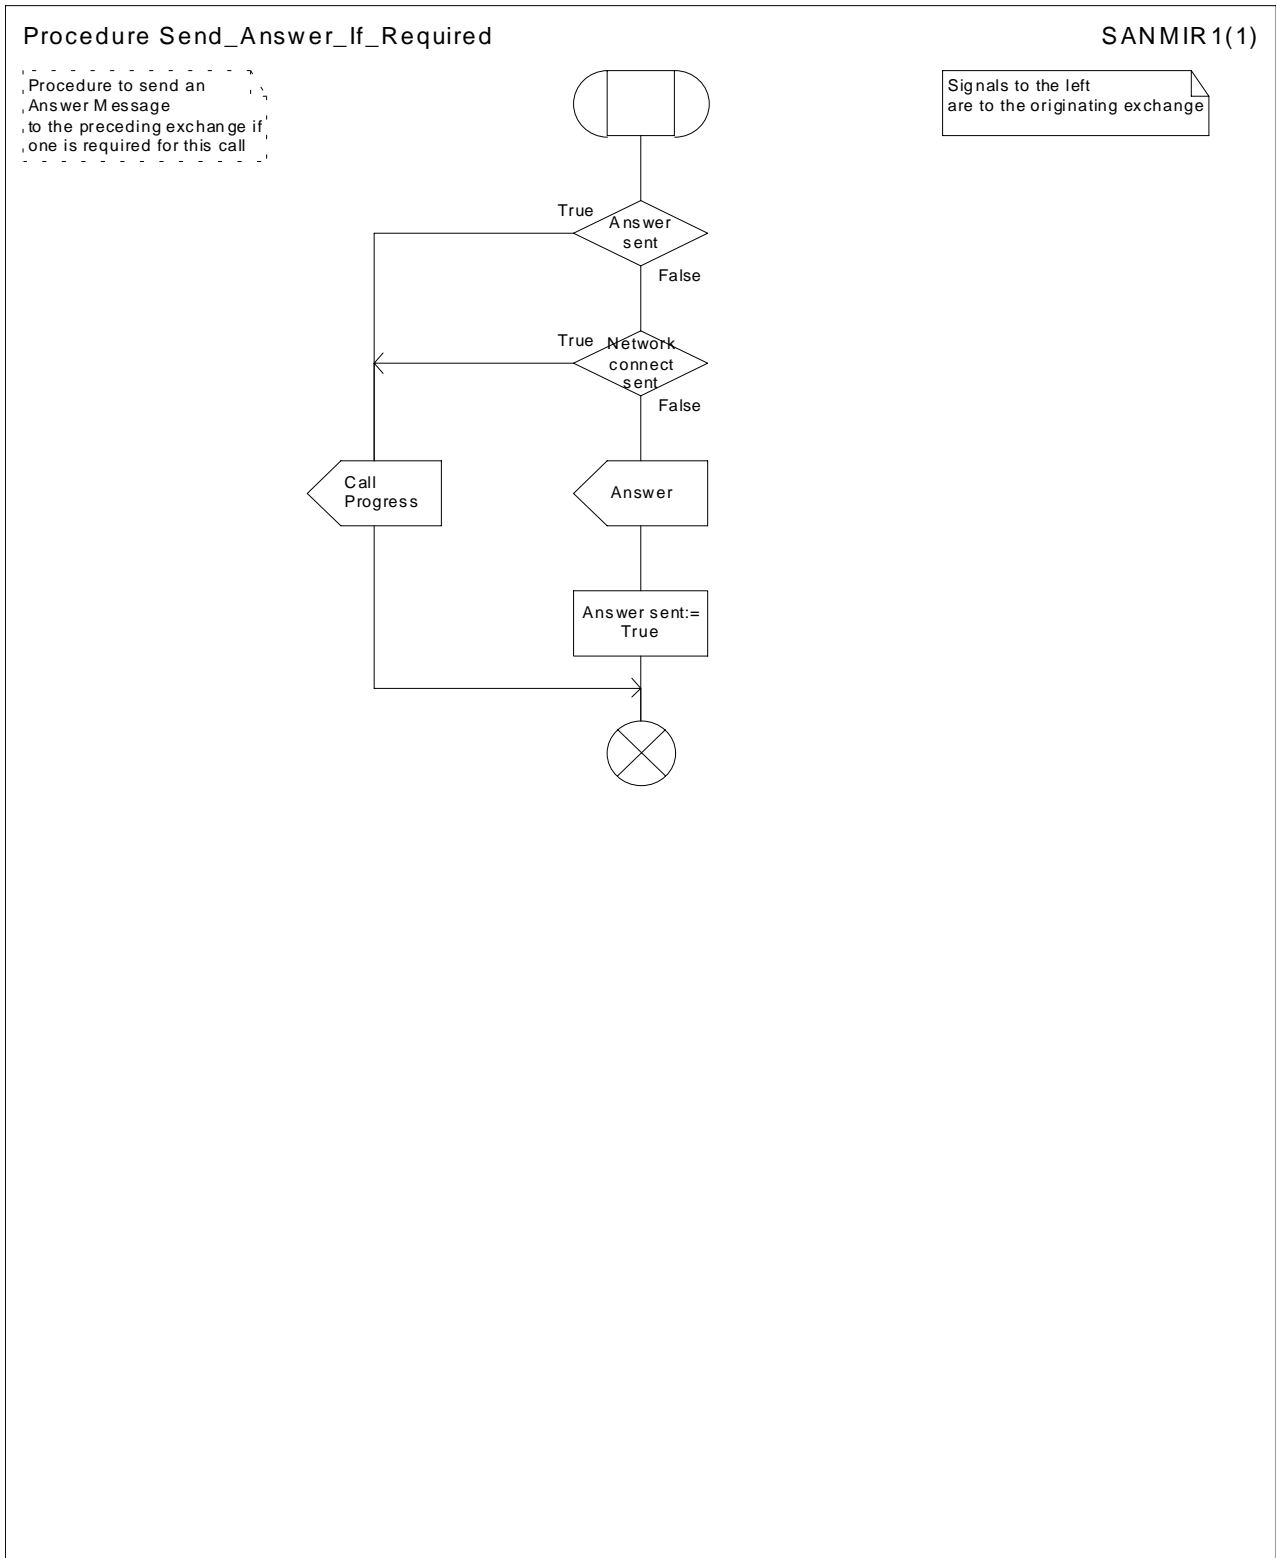 Procedure Send_Answer_If_Required
SANMIR1(1)
Procedure to send an
Answer Message
to the preceding exchange if
one is required for this call
Signals to the left
are to the originating exchange
True
Answer
sent
False
True
Network
connect
sent
False
Call
Progress
Answer
Answer sent:=
True